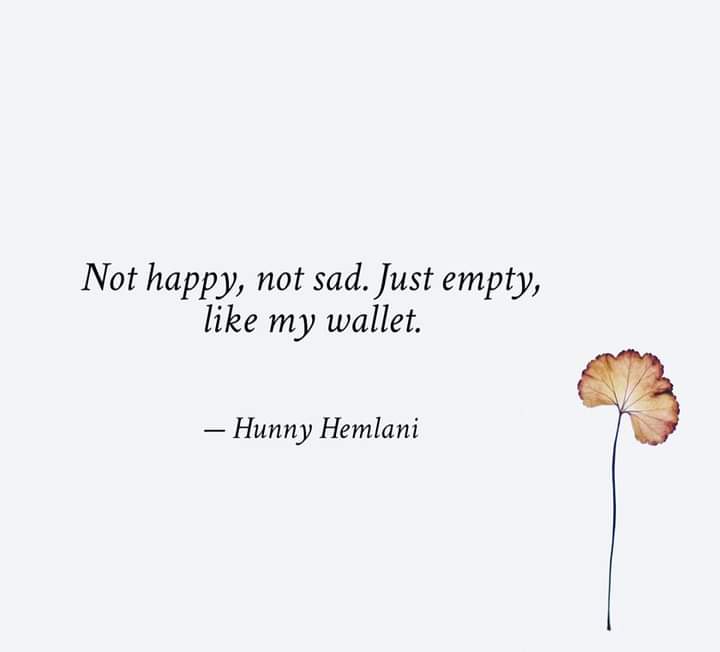 Not happy, not sad. Just empty,
like my wallet.
— Hunny Hemlani